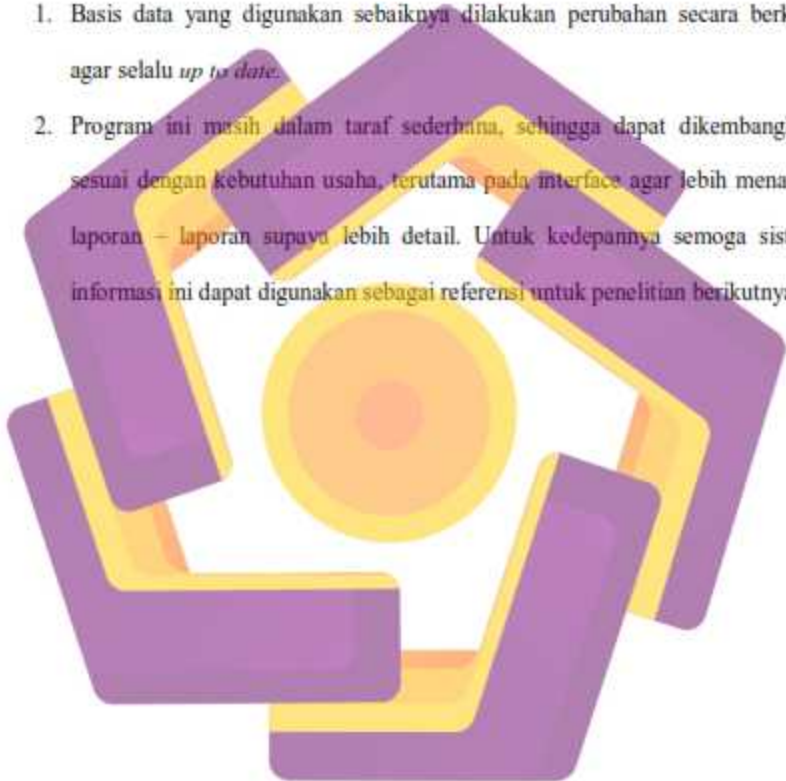 1. Basis data yang digunakan sebaiknya dilakukan perubahan secara berk
agar selalu up to date.
2. Program ini masih dalam taraf sederhana, sehingga dapat dikembang
sesuai dengan kebutuhan usaha, terutama pada interface agar lebih mena
laporan – laporan supaya lebih detail. Untuk kedepannya semoga sist
informasi ini dapat digunakan sebagai referensi untuk penelitian berikutnya